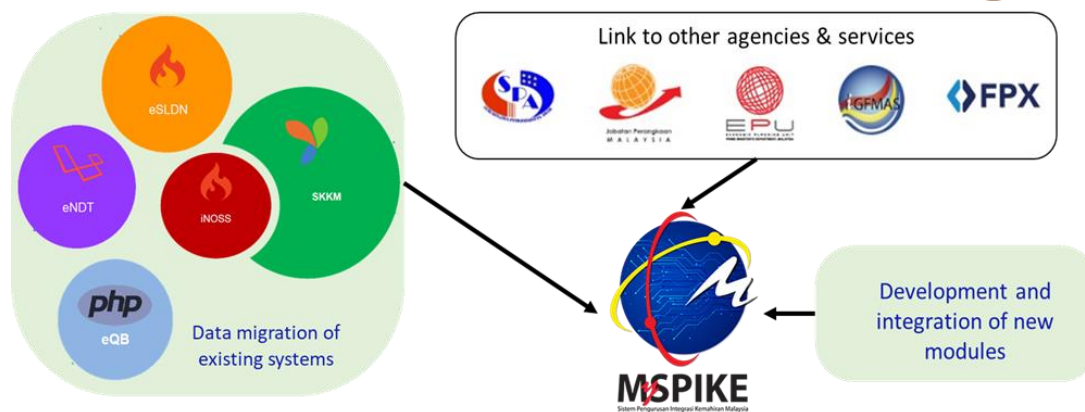 eSLDN
eNDT
iNOSS
SKKM
php
eQB
Data migration of
existing systems
Link to other agencies & services
SPA
Jabatan Perangkaan
MALAYSIA
EPU
ECONOMIC PLANNING UNIT
iGFMAS
FPX
MySPIKE
Sistem Pengurusan Integrasi Kemahiran Malaysia
Development and
integration of new
modules